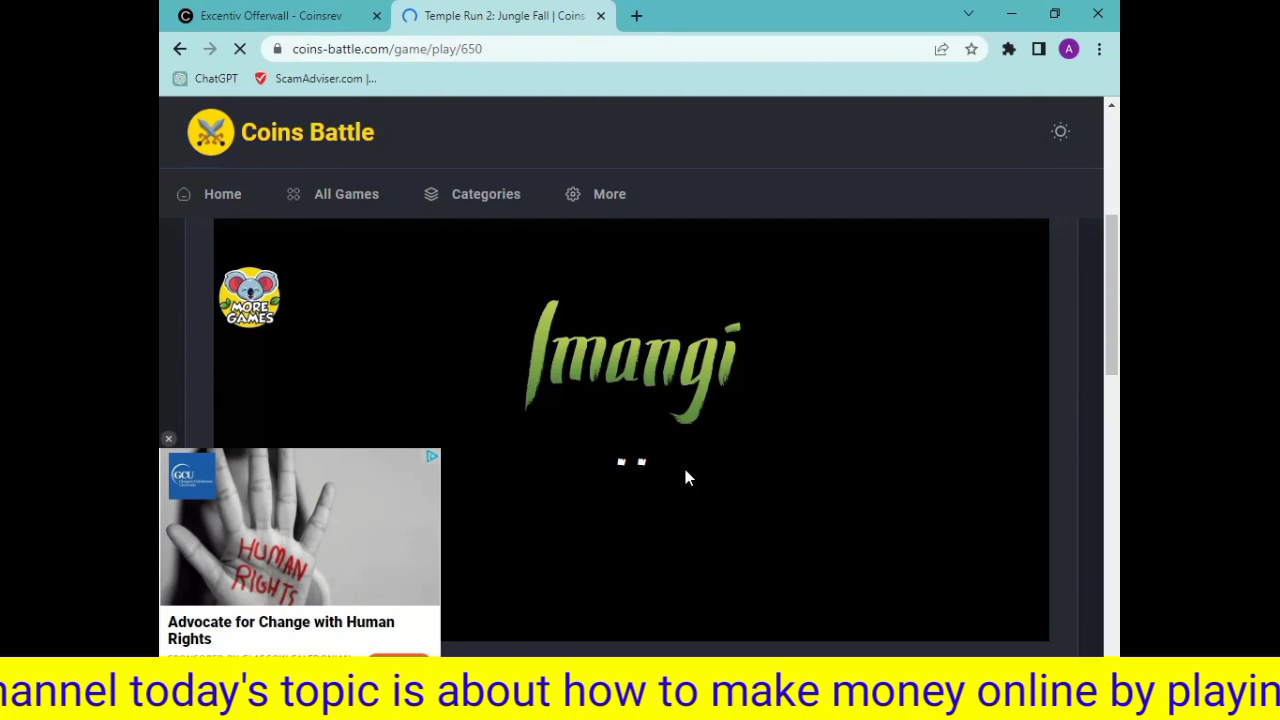 Excentiv Offerwall - Coinsrev
Temple Run 2: Jungle Fall | Coins
coins-battle.com/game/play/650
A
ChatGPT
ScamAdviser.com |...
Coins Battle
Home
All Games
Categories
More
MORE
GAMES
Imangi
GCU
HUMAN
RIGHTS
Advocate for Change with Human
Rights
hannel today's topic is about how to make money online by playin